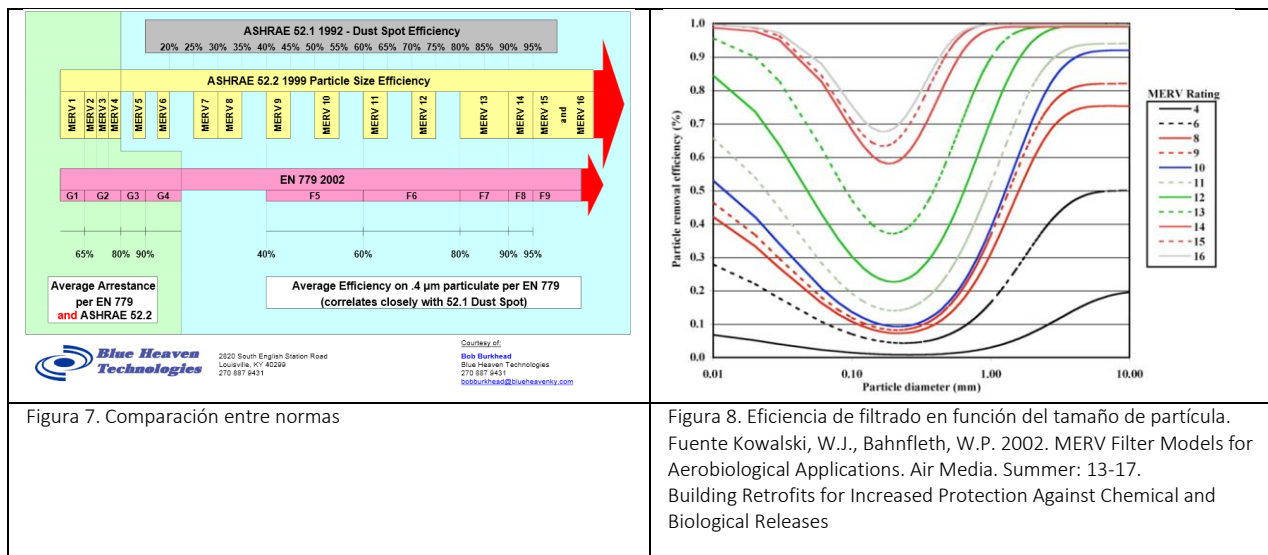 ASHRAE 52.1 1992 - Dust Spot Efficiency
20% 25% 30% 35% 40% 45% 50% 55% 60% 65% 70% 75% 80% 85% 90% 95%
ASHRAE 52.2 1999 Particle Size Efficiency
MERV 1
MERV 2
MERV 3
MERV 4
MERV 5
MERV 6
MERV 7
MERV 8
MERV 9
MERV 10
MERV 11
MERV 12
MERV 13
MERV 14
MERV 15
and
MERV 16
EN 779 2002
G1 G2 G3 G4 F5 F6 F7 F8 F9
65% 80% 90% 40% 60% 80% 90% 95%
Average Arrestance
per EN 779
and ASHRAE 52.2
Average Efficiency on .4 µm particulate per EN 779
(correlates closely with 52.1 Dust Spot)
Blue Heaven
Technologies
2820 South English Station Road
Louisville, KY 40299
270 887 9431
Courtesy of:
Bob Burkhead
Blue Heaven Technologies
270 887 9431
bobburkhead@blueheavenky.com
Figura 7. Comparación entre normas
Particle removal efficiency (%)
1.0
0.9
0.8
0.7
0.6
0.5
0.4
0.3
0.2
0.1
0.0
0.01 0.10 1.00 10.00
Particle diameter (mm)
MERV Rating
4
6
8
9
10
11
12
13
14
15
16
Figura 8. Eficiencia de filtrado en función del tamaño de partícula.
Fuente Kowalski, W.J., Bahnfleth, W.P. 2002. MERV Filter Models for
Aerobiological Applications. Air Media. Summer: 13-17.
Building Retrofits for Increased Protection Against Chemical and
Biological Releases